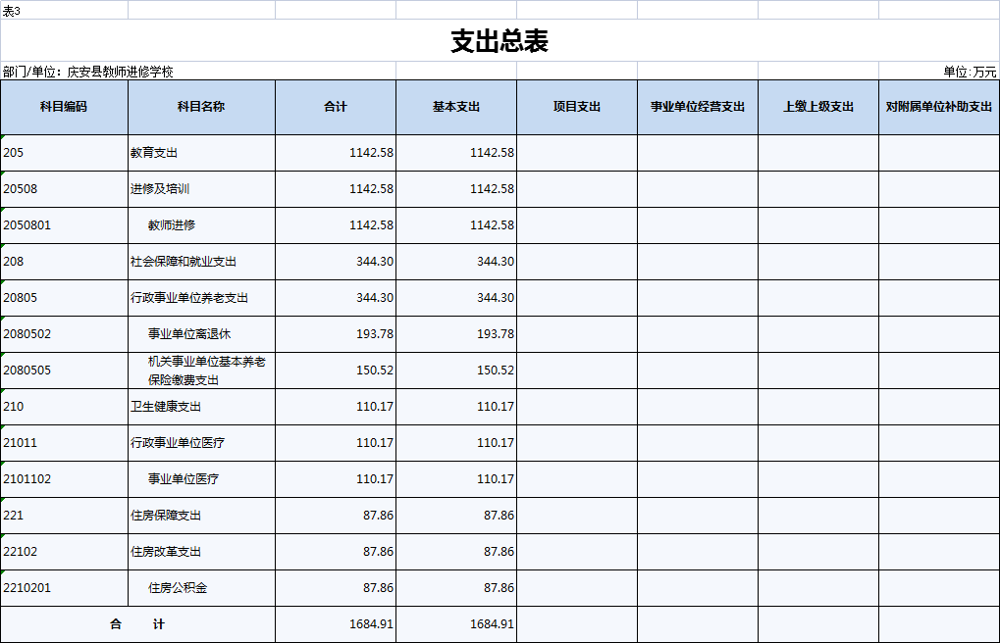 表3
支出总表
部门/单位：庆安县教师进修学校 单位:万元
科目编码 科目名称 合计 基本支出 项目支出 事业单位经营支出 上缴上级支出 对附属单位补助支出
205 教育支出 1142.58 1142.58
20508 进修及培训 1142.58 1142.58
2050801 教师进修 1142.58 1142.58
208 社会保障和就业支出 344.30 344.30
20805 行政事业单位养老支出 344.30 344.30
2080502 事业单位离退休 193.78 193.78
2080505 机关事业单位基本养老
保险缴费支出 150.52 150.52
210 卫生健康支出 110.17 110.17
21011 行政事业单位医疗 110.17 110.17
2101102 事业单位医疗 110.17 110.17
221 住房保障支出 87.86 87.86
22102 住房改革支出 87.86 87.86
2210201 住房公积金 87.86 87.86
合 计 1684.91 1684.91